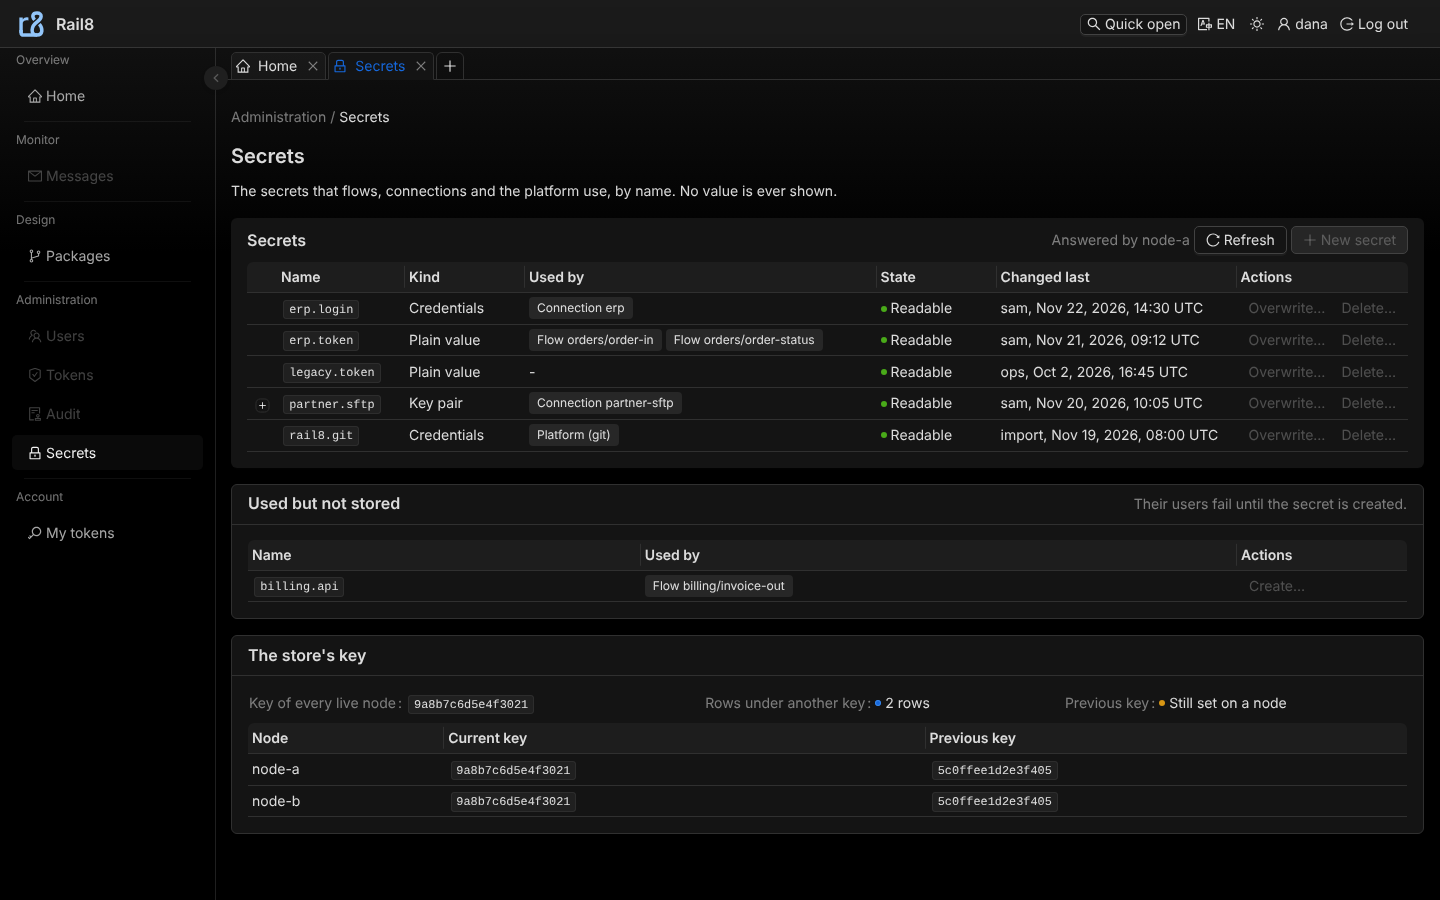 Rail8
Quick open
EN
dana
Log out
Overview
Home
Monitor
Messages
Design
Packages
Administration
Users
Tokens
Audit
Secrets
Account
My tokens
Home
Secrets
Administration / Secrets
Secrets
The secrets that flows, connections and the platform use, by name. No value is ever shown.
Secrets
Answered by node-a
Refresh
New secret
Name Kind Used by State Changed last Actions
erp.login Credentials Connection erp Readable sam, Nov 22, 2026, 14:30 UTC Overwrite... Delete...
erp.token Plain value Flow orders/order-in Flow orders/order-status Readable sam, Nov 21, 2026, 09:12 UTC Overwrite... Delete...
legacy.token Plain value - Readable ops, Oct 2, 2026, 16:45 UTC Overwrite... Delete...
partner.sftp Key pair Connection partner-sftp Readable sam, Nov 20, 2026, 10:05 UTC Overwrite... Delete...
rail8.git Credentials Platform (git) Readable import, Nov 19, 2026, 08:00 UTC Overwrite... Delete...
Used but not stored
Their users fail until the secret is created.
Name Used by Actions
billing.api Flow billing/invoice-out Create...
The store's key
Key of every live node: 9a8b7c6d5e4f3021
Rows under another key: 2 rows
Previous key: Still set on a node
Node Current key Previous key
node-a 9a8b7c6d5e4f3021 5c0ffee1d2e3f405
node-b 9a8b7c6d5e4f3021 5c0ffee1d2e3f405